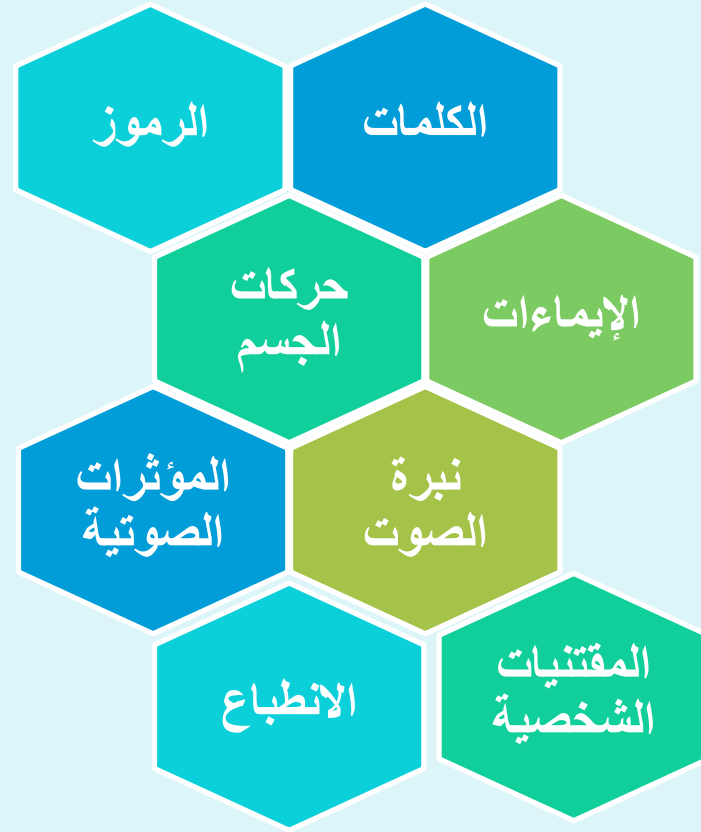 الكلمات
الرموز
الإيماءات
حركات
الجسم
نبرة
الصوت
المؤثرات
الصوتية
المقتنيات
الشخصية
الانطباع